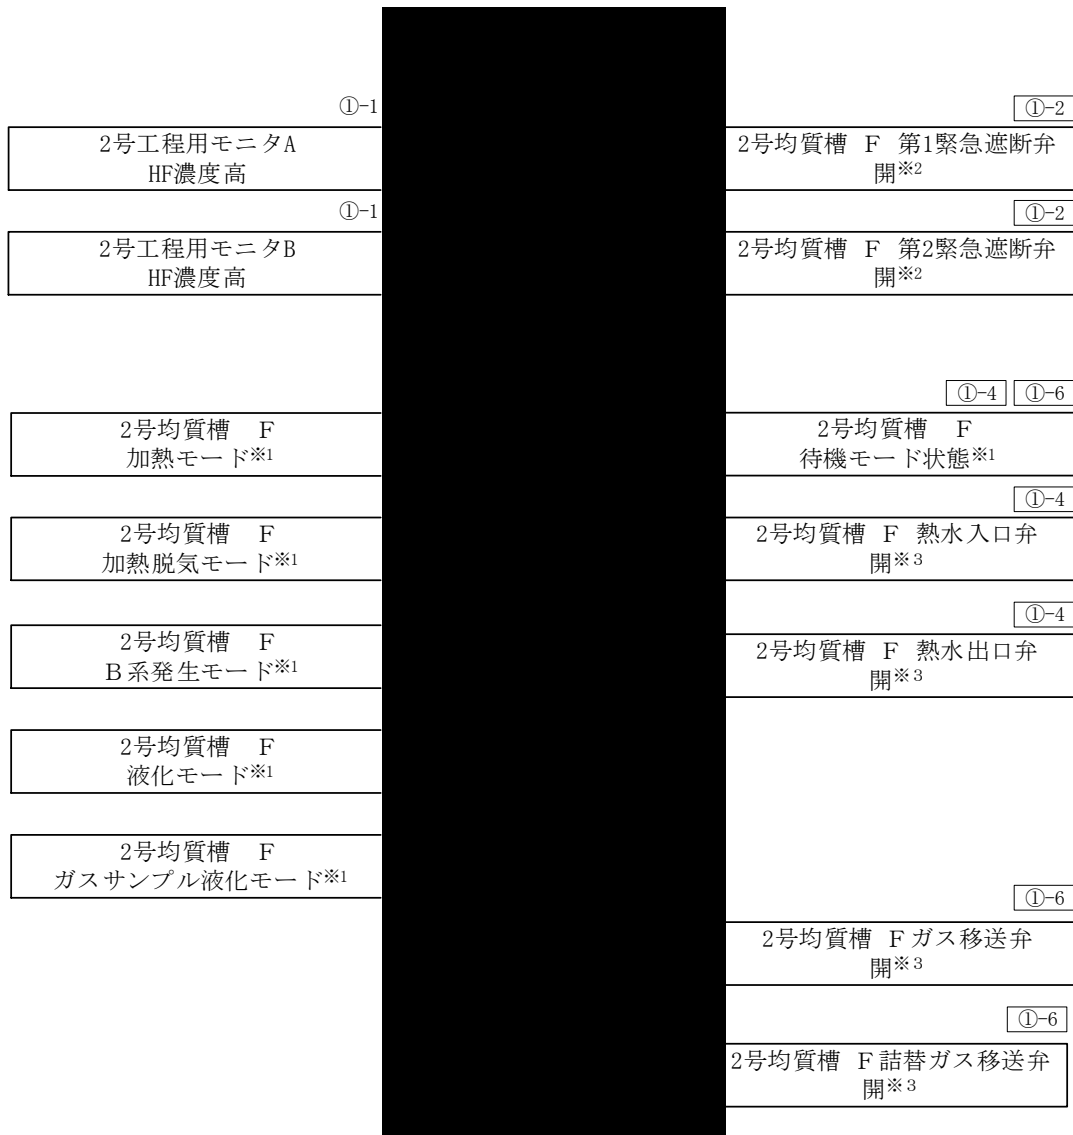 ①-1
2号工程用モニタA
HF濃度高
①-1
2号工程用モニタB
HF濃度高
2号均質槽 F
加熱モード※1
2号均質槽 F
加熱脱気モード※1
2号均質槽 F
B系発生モード※1
2号均質槽 F
液化モード※1
2号均質槽 F
ガスサンプル液化モード※1
①-2
2号均質槽 F 第1緊急遮断弁
開※2
①-2
2号均質槽 F 第2緊急遮断弁
開※2
①-4 ①-6
2号均質槽 F
待機モード状態※1
①-4
2号均質槽 F 熱水入口弁
開※3
①-4
2号均質槽 F 熱水出口弁
開※3
①-6
2号均質槽 Fガス移送弁
開※3
①-6
2号均質槽 F詰替ガス移送弁
開※3